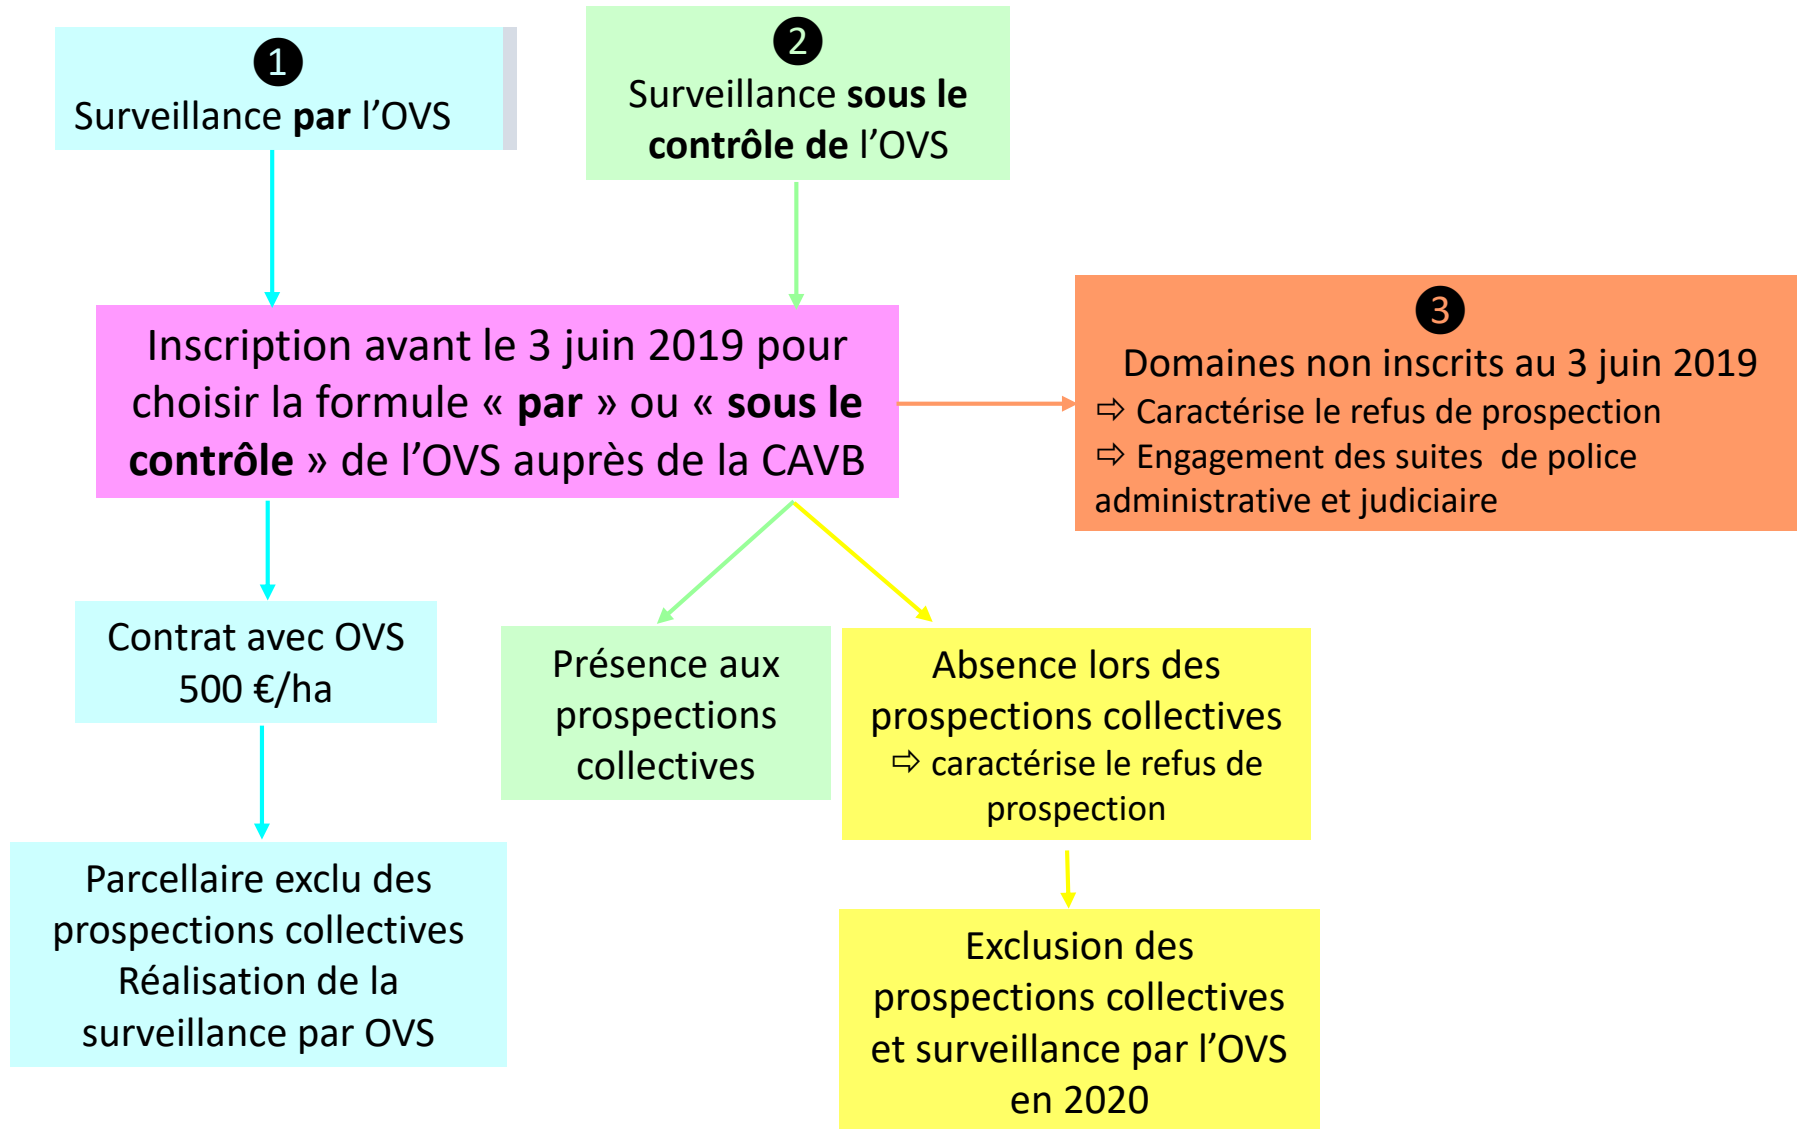 ❶
Surveillance par l’OVS
❷
Surveillance sous le
contrôle de l’OVS
Inscription avant le 3 juin 2019 pour
choisir la formule « par » ou « sous le
contrôle » de l’OVS auprès de la CAVB
❸
Domaines non inscrits au 3 juin 2019
⇨ Caractérise le refus de prospection
⇨ Engagement des suites de police
administrative et judiciaire
Contrat avec OVS
500 €/ha
Présence aux
prospections
collectives
Absence lors des
prospections collectives
⇨ caractérise le refus de
prospection
Parcellaire exclu des
prospections collectives
Réalisation de la
surveillance par OVS
Exclusion des
prospections collectives
et surveillance par l’OVS
en 2020